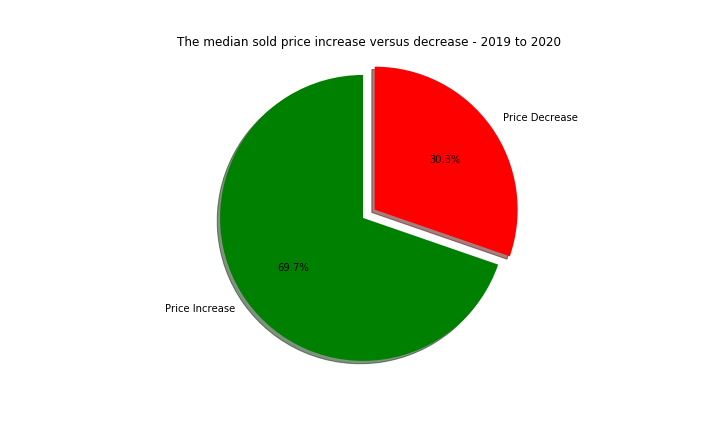 The median sold price increase versus decrease - 2019 to 2020
Price Decrease
30.3%
69.7%
Price Increase